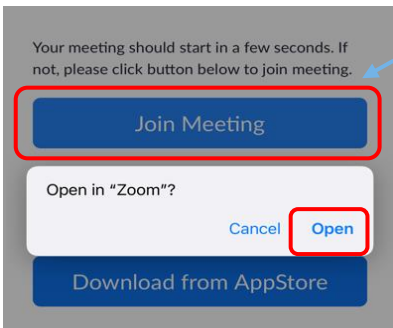 Your meeting should start in a few seconds. If
not, please click button below to join meeting.
Join Meeting
Open in “Zoom”?
Cancel Open
Download from AppStore